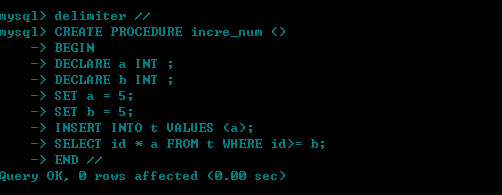 mysql> delimiter //
mysql> CREATE PROCEDURE incre_num ()
-> BEGIN
-> DECLARE a INT ;
-> DECLARE b INT ;
-> SET a = 5;
-> SET b = 5;
-> INSERT INTO t VALUES (a);
-> SELECT id * a FROM t WHERE id>= b;
-> END //
Query OK, 0 rows affected (0.00 sec)